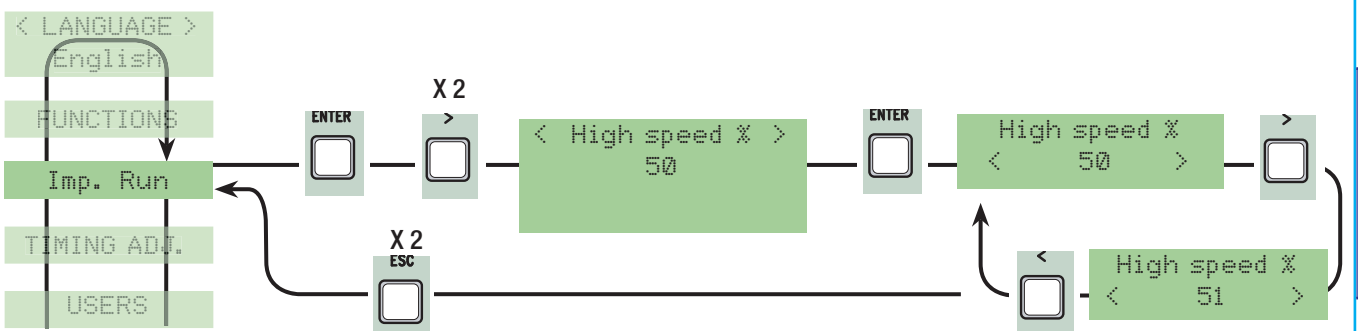 < LANGUAGE >
English
FUNCTIONS
Imp. Run
TIMING ADJ.
USERS
ENTER
X 2
>
< High speed % >
50
ENTER
High speed %
< 50 >
>
X 2
ESC
<
High speed %
< 51 >